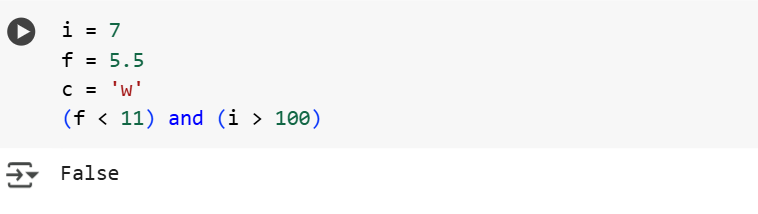 i = 7
f = 5.5
c = 'w'
(f < 11) and (i > 100)
False